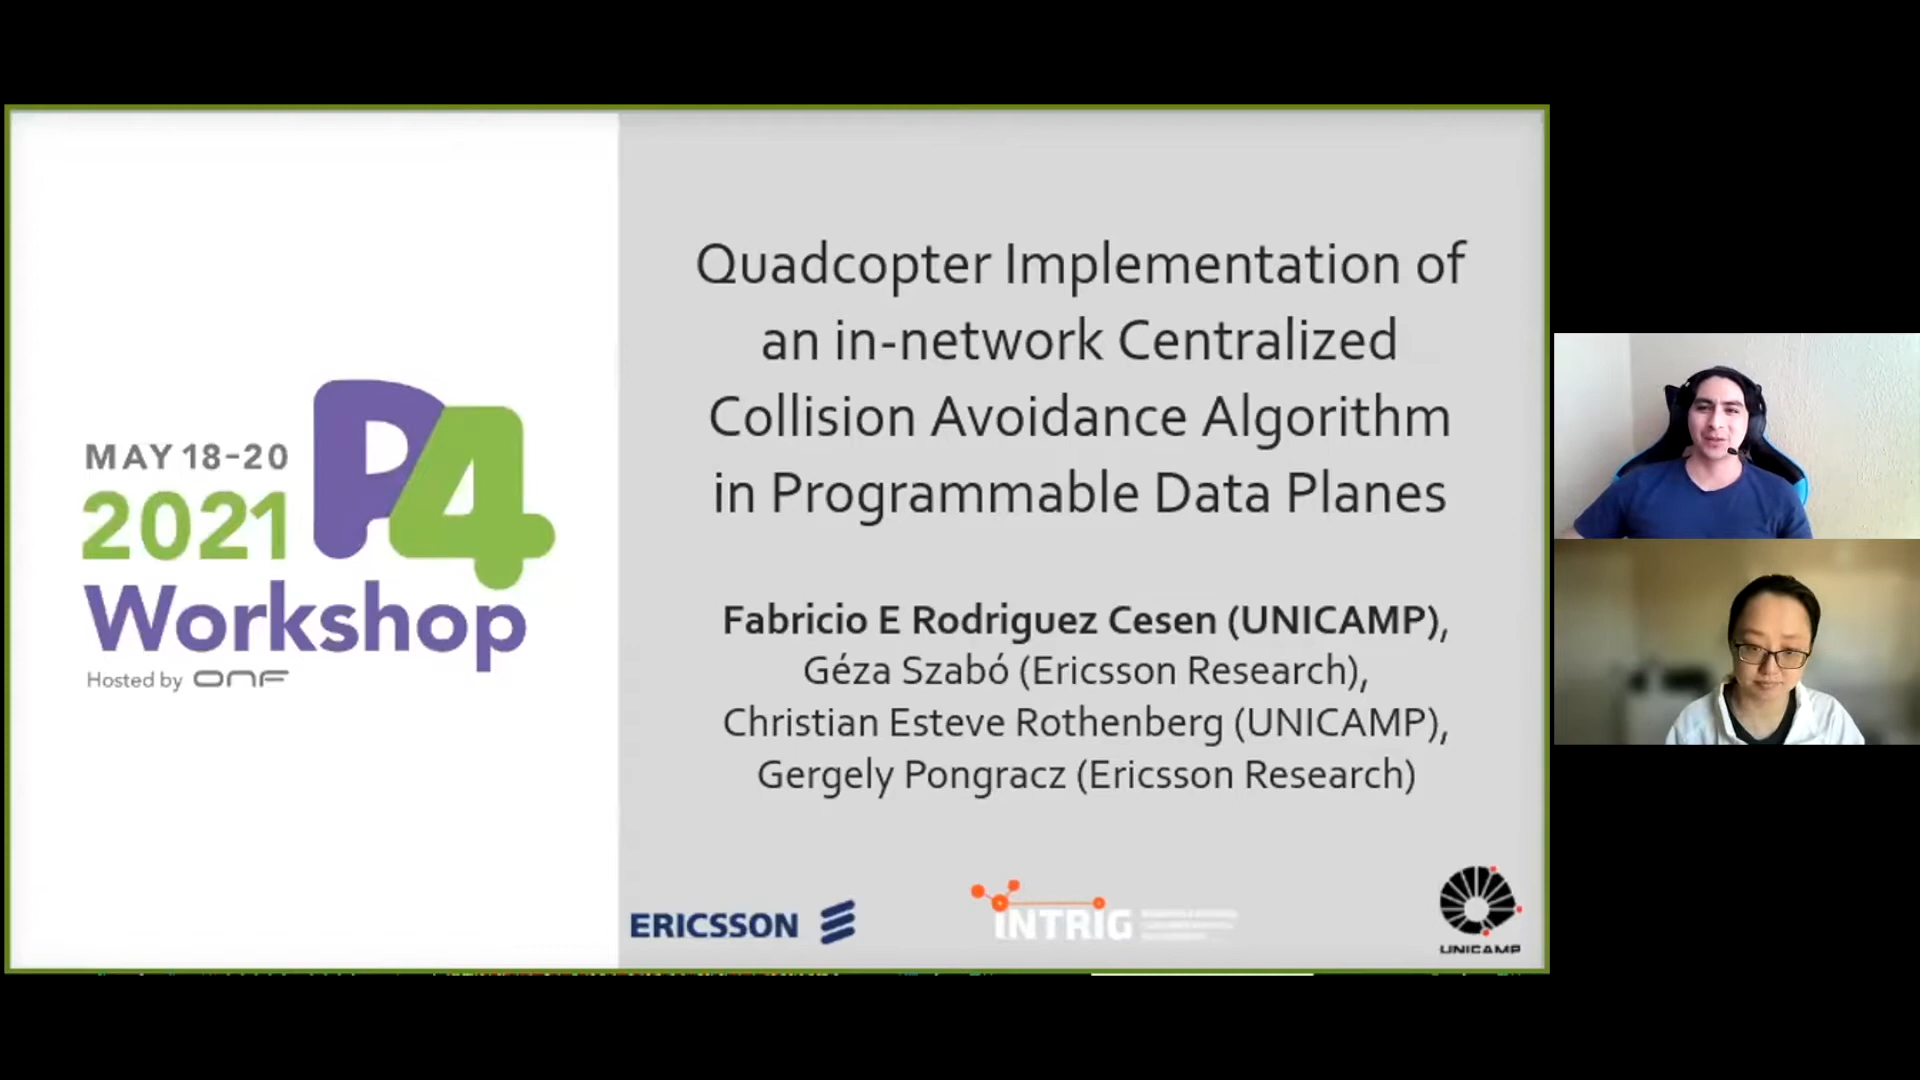 MAY 18-20
2021
P4
Workshop
Hosted by ONF
Quadcopter Implementation of
an in-network Centralized
Collision Avoidance Algorithm
in Programmable Data Planes
Fabricio E Rodriguez Cesen (UNICAMP),
Géza Szabó (Ericsson Research),
Christian Esteve Rothenberg (UNICAMP),
Gergely Pongracz (Ericsson Research)
ERICSSON
INTRIG
UNICAMP